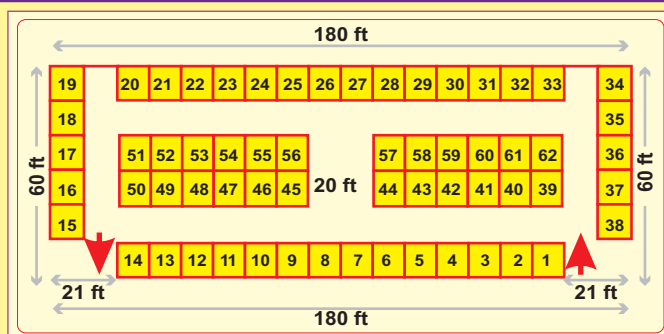 180 ft
19 20 21 22 23 24 25 26 27 28 29 30 31 32 33 34
18 35
60 ft 17 51 52 53 54 55 56 57 58 59 60 61 62 36 60 ft
16 50 49 48 47 46 45 20 ft 44 43 42 41 40 39 37
15 38
14 13 12 11 10 9 8 7 6 5 4 3 2 1
21 ft 21 ft
180 ft